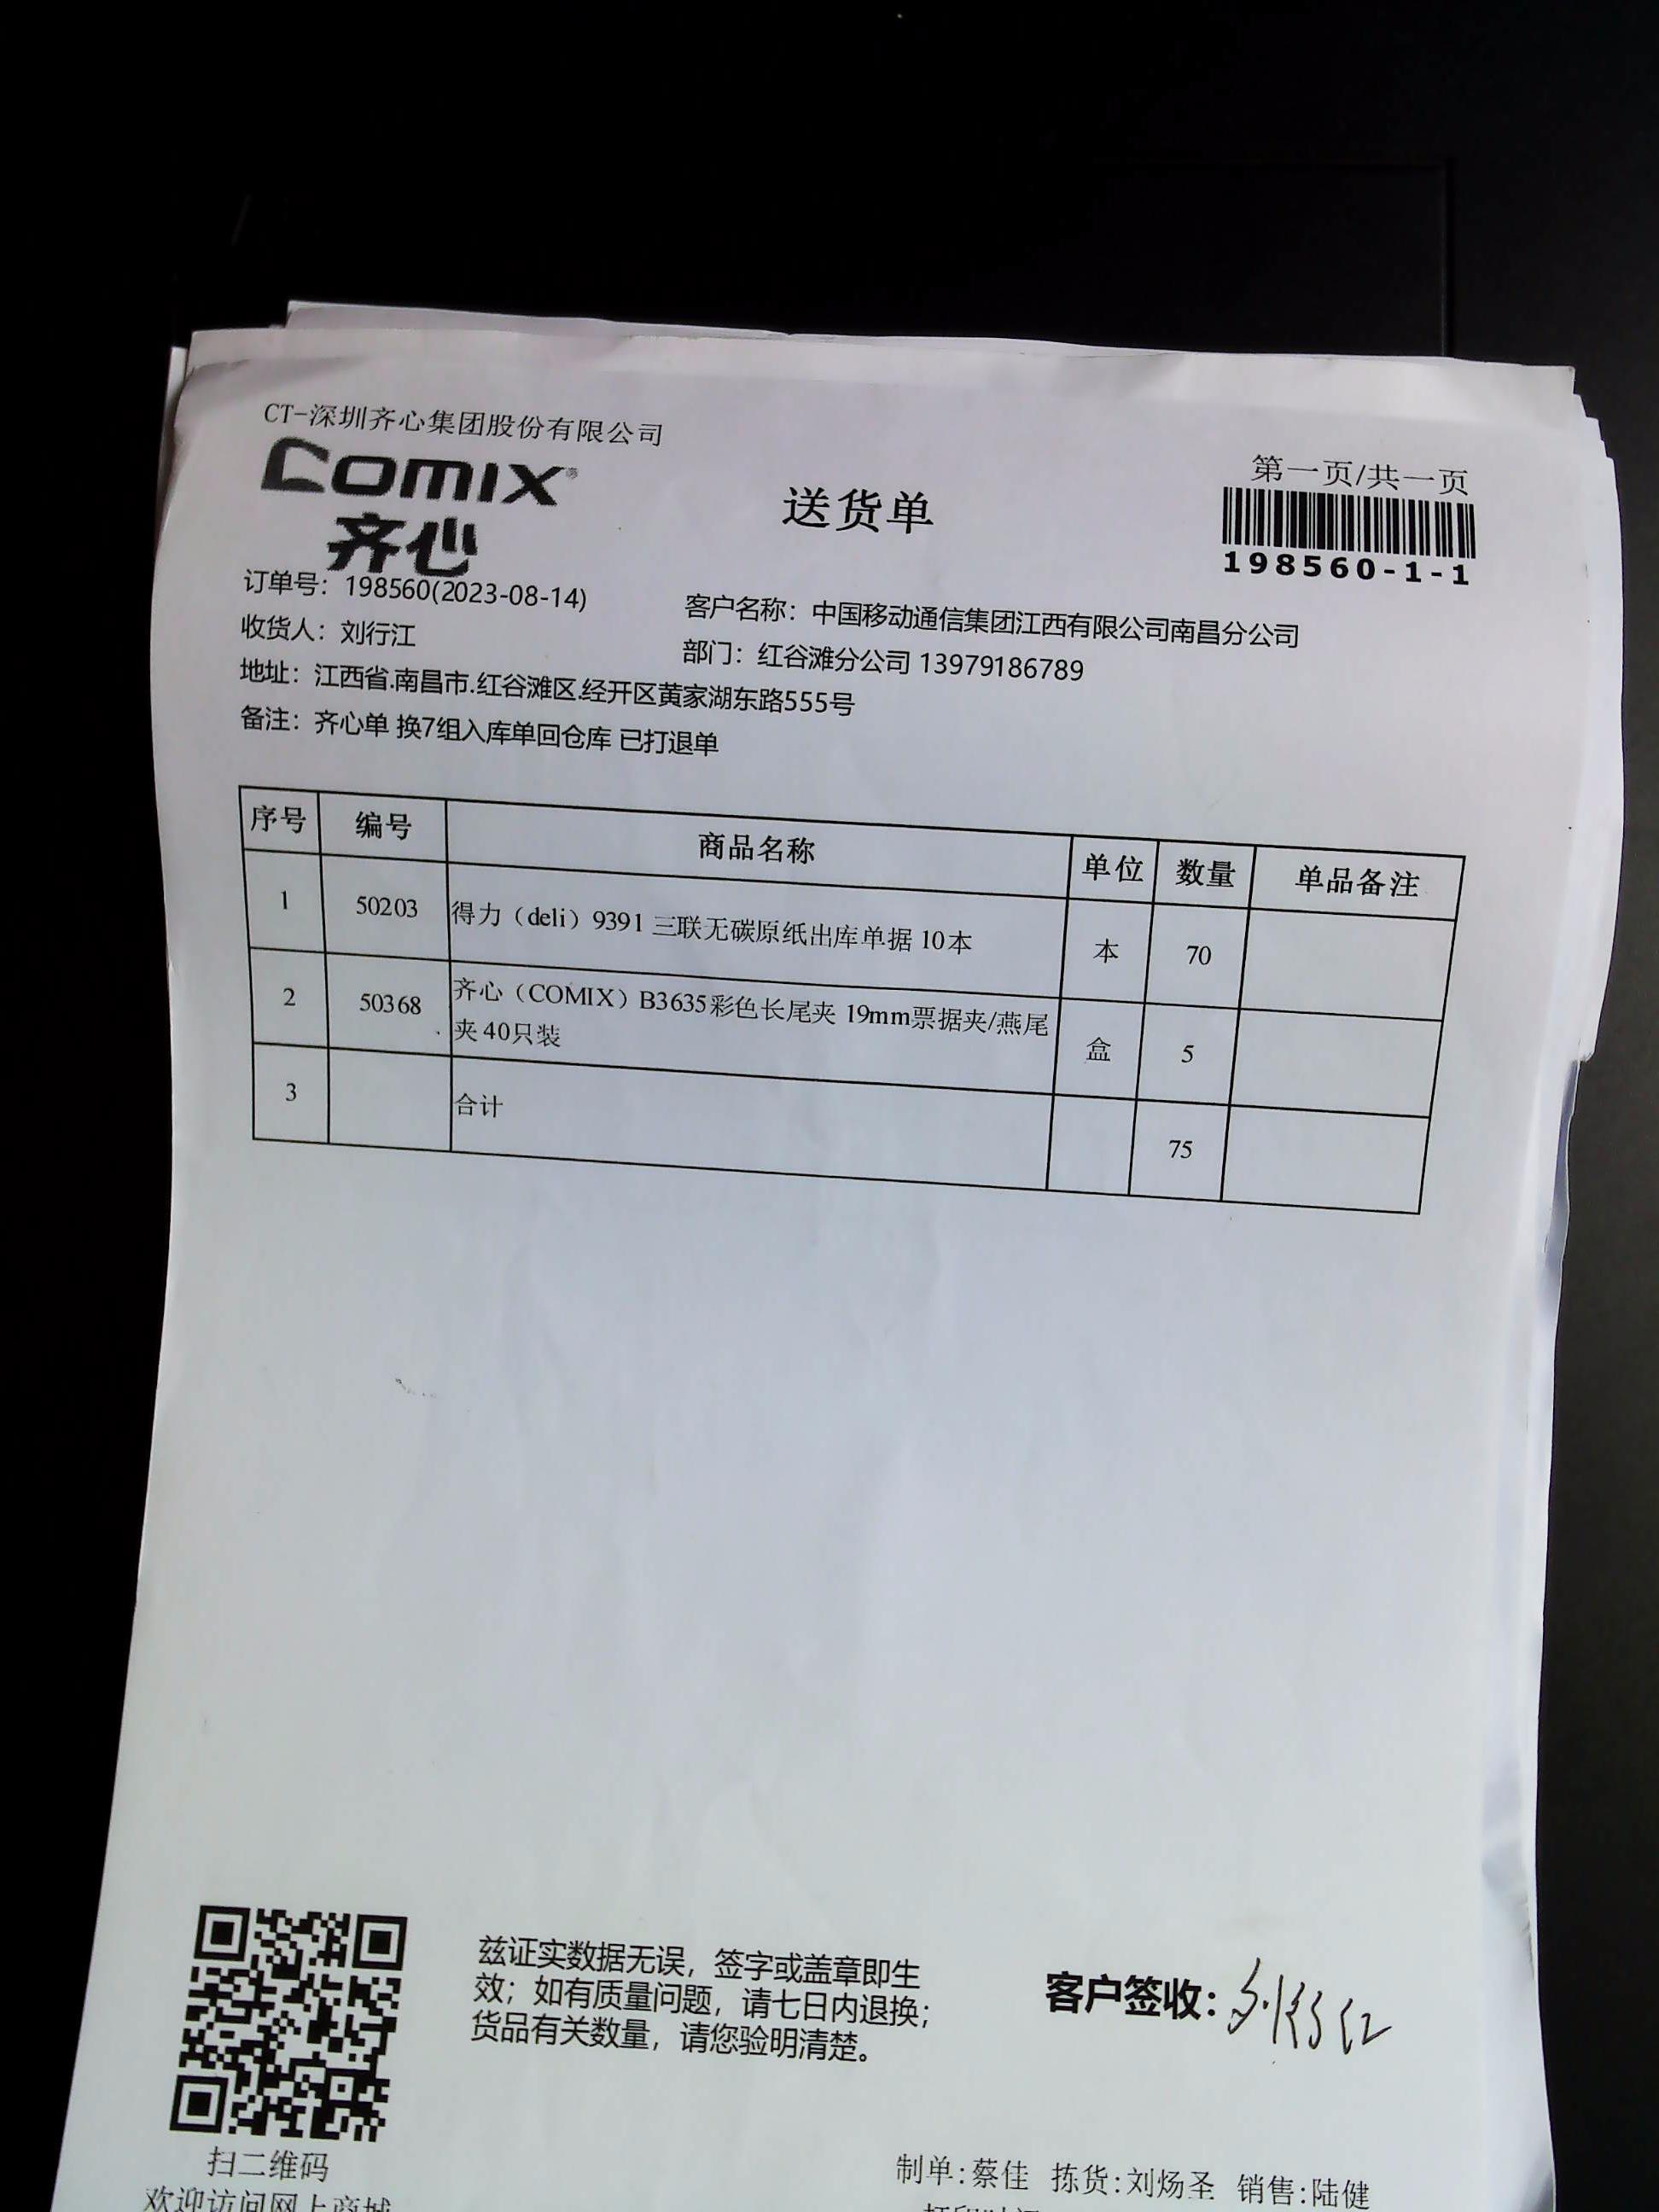 CT-深圳齐心集团股份有限公司
COMIX®
齐心
送货单
第一页/共一页
198560-1-1
订单号：198560(2023-08-14)
客户名称：中国移动通信集团江西有限公司南昌分公司
收货人：刘行江
部门：红谷滩分公司 13979186789
地址：江西省.南昌市.红谷滩区.经开区黄家湖东路555号
备注：齐心单 换7组入库单回仓库 已打退单
序号 编号 商品名称 单位 数量 单品备注
1 50203 得力（deli）9391 三联无碳原纸出库单据 10本 本 70
2 50368 齐心（COMIX）B3635彩色长尾夹 19mm票据夹/燕尾
夹 40只装 盒 5
3 合计 75
兹证实数据无误，签字或盖章即生
效；如有质量问题，请七日内退换；
货品有关数量，请您验明清楚。
客户签收：刘行江
扫二维码
欢迎访问网上商城
制单:蔡佳 拣货:刘炀圣 销售:陆健